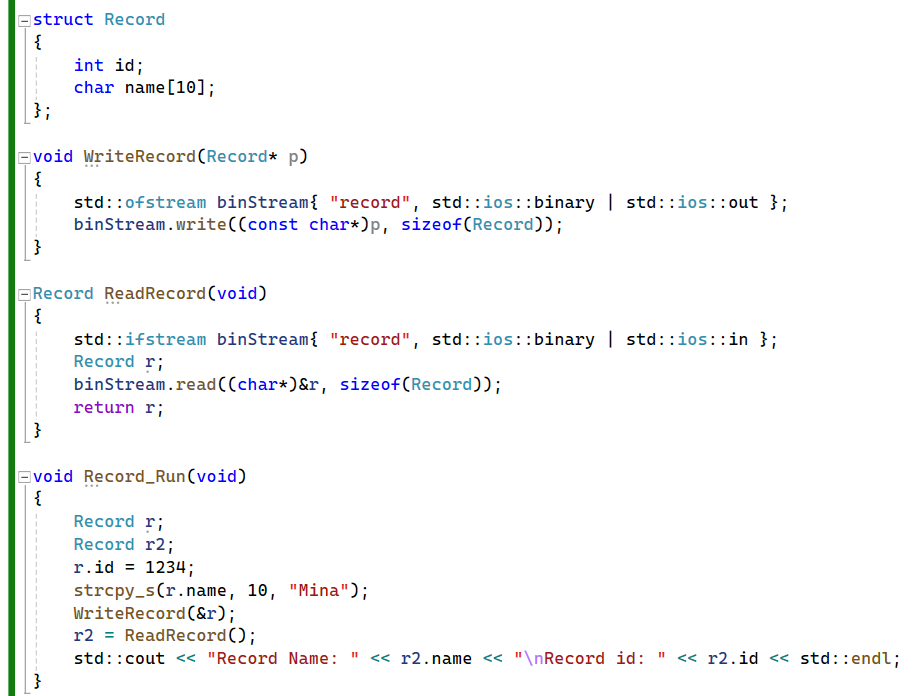 struct Record
{
    int id;
    char name[10];
};

void WriteRecord(Record* p)
{
    std::ofstream binStream{ "record", std::ios::binary | std::ios::out };
    binStream.write((const char*)p, sizeof(Record));
}

Record ReadRecord(void)
{
    std::ifstream binStream{ "record", std::ios::binary | std::ios::in };
    Record r;
    binStream.read((char*)&r, sizeof(Record));
    return r;
}

void Record_Run(void)
{
    Record r;
    Record r2;
    r.id = 1234;
    strcpy_s(r.name, 10, "Mina");
    WriteRecord(&r);
    r2 = ReadRecord();
    std::cout << "Record Name: " << r2.name << "\nRecord id: " << r2.id << std::endl;
}